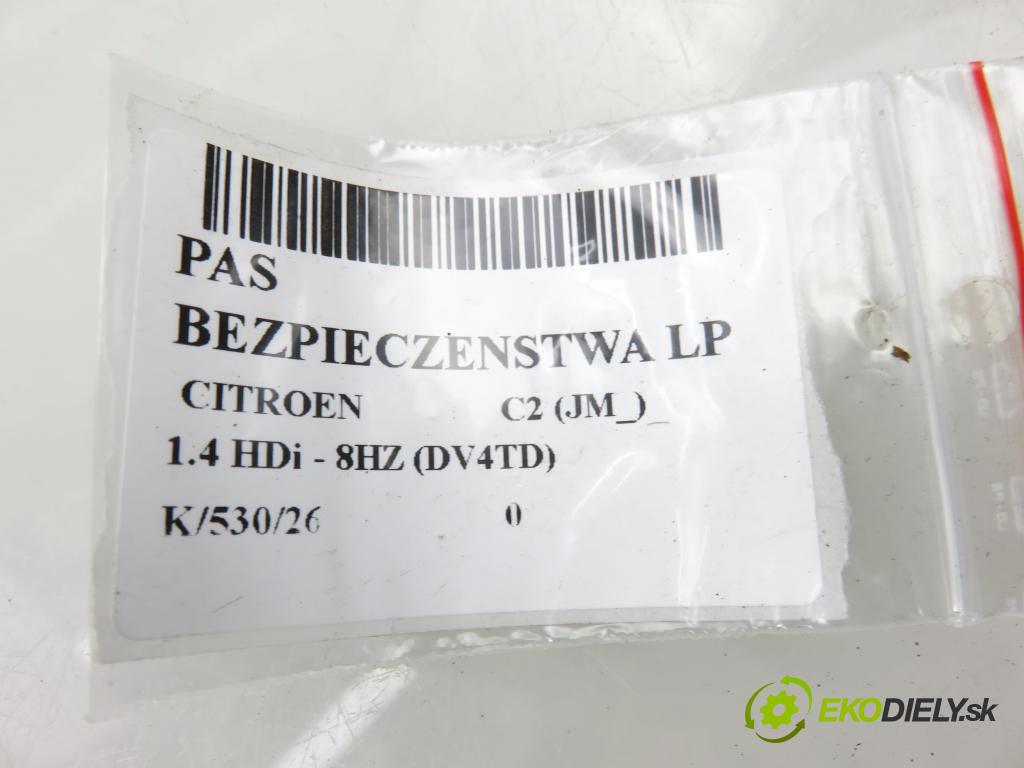 PAS
BEZPIECZENSTWA LP
CITROEN C2 (JM_)_
1.4 HDi - 8HZ (DV4TD)
K/530/26 0
EKODIELY.sk